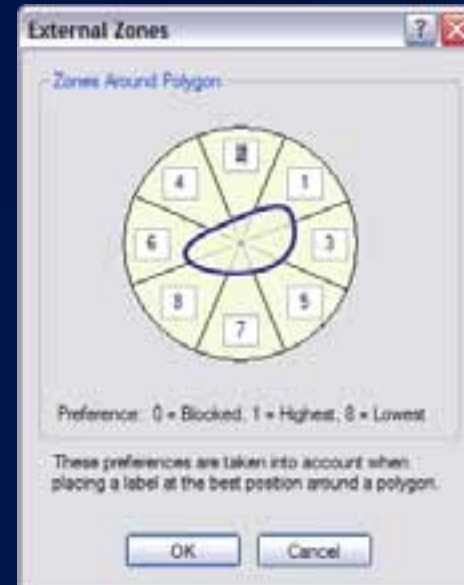 External Zones
?
Zones Around Polygon
2
4
1
6
3
8
5
7
Preference: 0 = Blocked, 1 = Highest, 8 = Lowest
These preferences are taken into account when
placing a label at the best position around a polygon.
OK
Cancel